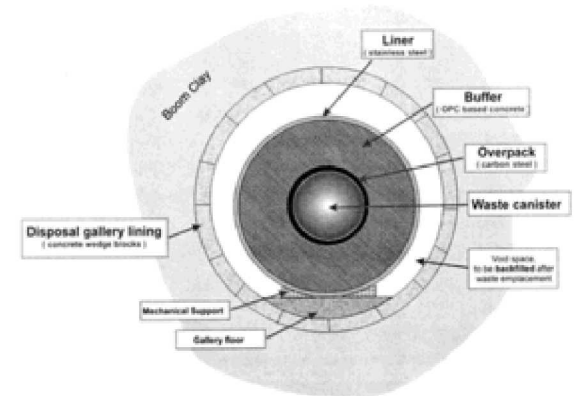 Liner
( stainless steel )
Boom Clay
Buffer
( OPC based concrete )
Overpack
( carbon steel )
Waste canister
Disposal gallery lining
( concrete wedge blocks )
Void space,
to be backfilled after
waste emplacement
Mechanical Support
Gallery floor